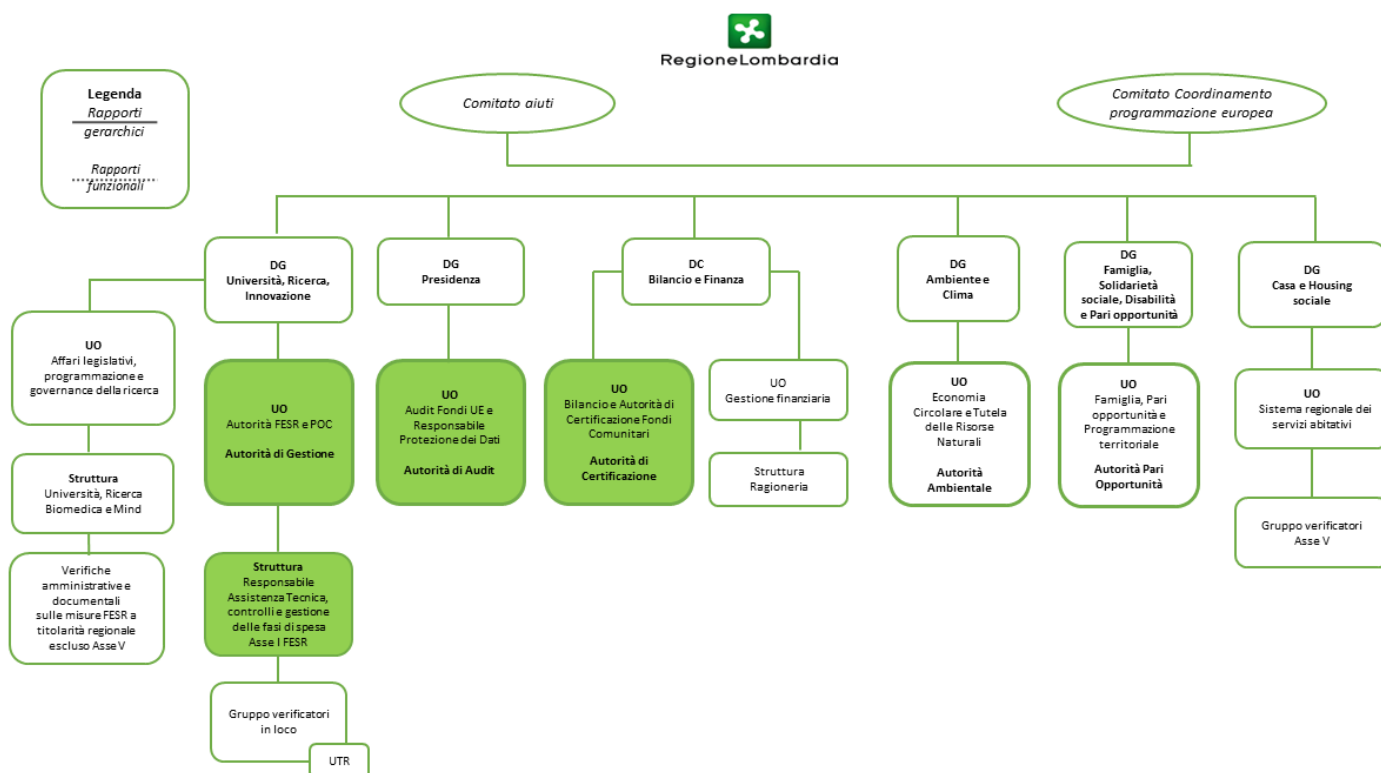 RegioneLombardia
Legenda
Rapporti
gerarchici
Rapporti
funzionali
Comitato aiuti
Comitato Coordinamento
programmazione europea
DG
Università, Ricerca,
Innovazione
DG
Presidenza
DC
Bilancio e Finanza
DG
Ambiente e
Clima
DG
Famiglia,
Solidarietà
sociale, Disabilità
e Pari opportunità
DG
Casa e Housing
sociale
UO
Affari legislativi,
programmazione e
governance della ricerca
UO
Autorità FESR e POC
Autorità di Gestione
UO
Audit Fondi UE e
Responsabile
Protezione dei Dati
Autorità di Audit
UO
Bilancio e Autorità di
Certificazione Fondi
Comunitari
Autorità di
Certificazione
UO
Gestione finanziaria
UO
Economia
Circolare e Tutela
delle Risorse
Naturali
Autorità
Ambientale
UO
Famiglia, Pari
opportunità e
Programmazione
territoriale
Autorità Pari
Opportunità
UO
Sistema regionale dei
servizi abitativi
Struttura
Università, Ricerca
Biomedica e Mind
Struttura
Ragioneria
Gruppo verificatori
Asse V
Verifiche
amministrative e
documentali
sulle misure FESR a
titolarità regionale
escluso Asse V
Struttura
Responsabile
Assistenza Tecnica,
controlli e gestione
delle fasi di spesa
Asse I FESR
Gruppo verificatori
in loco
UTR